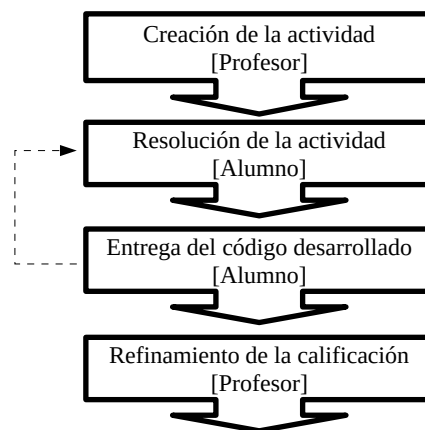 Creación de la actividad
[Profesor]
Resolución de la actividad
[Alumno]
Entrega del código desarrollado
[Alumno]
Refinamiento de la calificación
[Profesor]